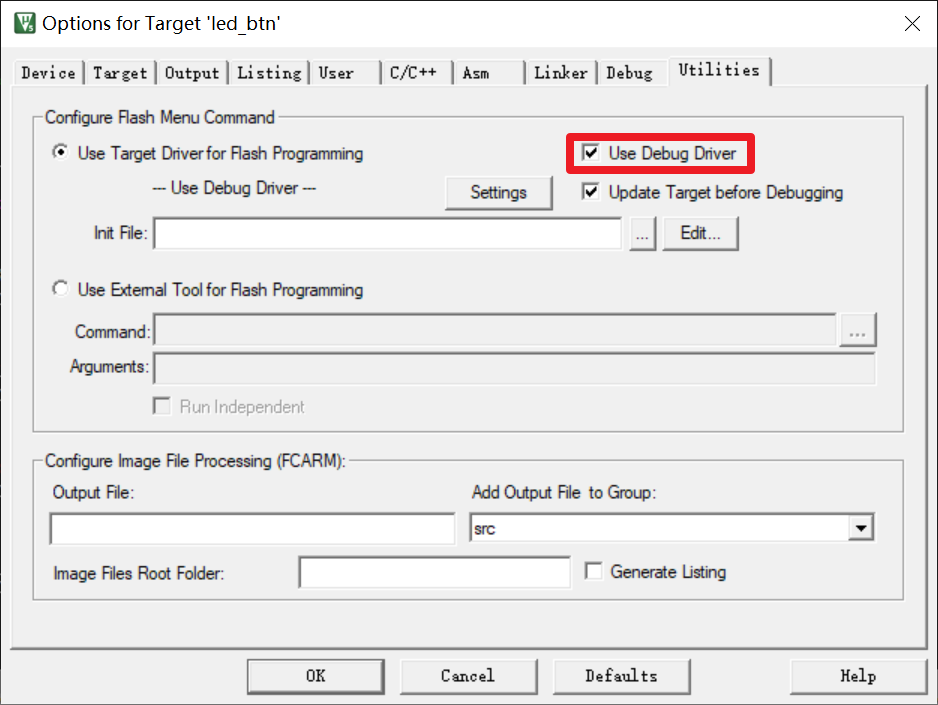 Options for Target 'led_btn'
Device Target Output Listing User C/C++ Asm Linker Debug Utilities
Configure Flash Menu Command
Use Target Driver for Flash Programming Use Debug Driver
--- Use Debug Driver --- Settings Update Target before Debugging
Init File: ... Edit...
Use External Tool for Flash Programming
Command: ...
Arguments:
Run Independent
Configure Image File Processing (FCARM):
Output File: Add Output File to Group:
src
Image Files Root Folder: Generate Listing
OK Cancel Defaults Help